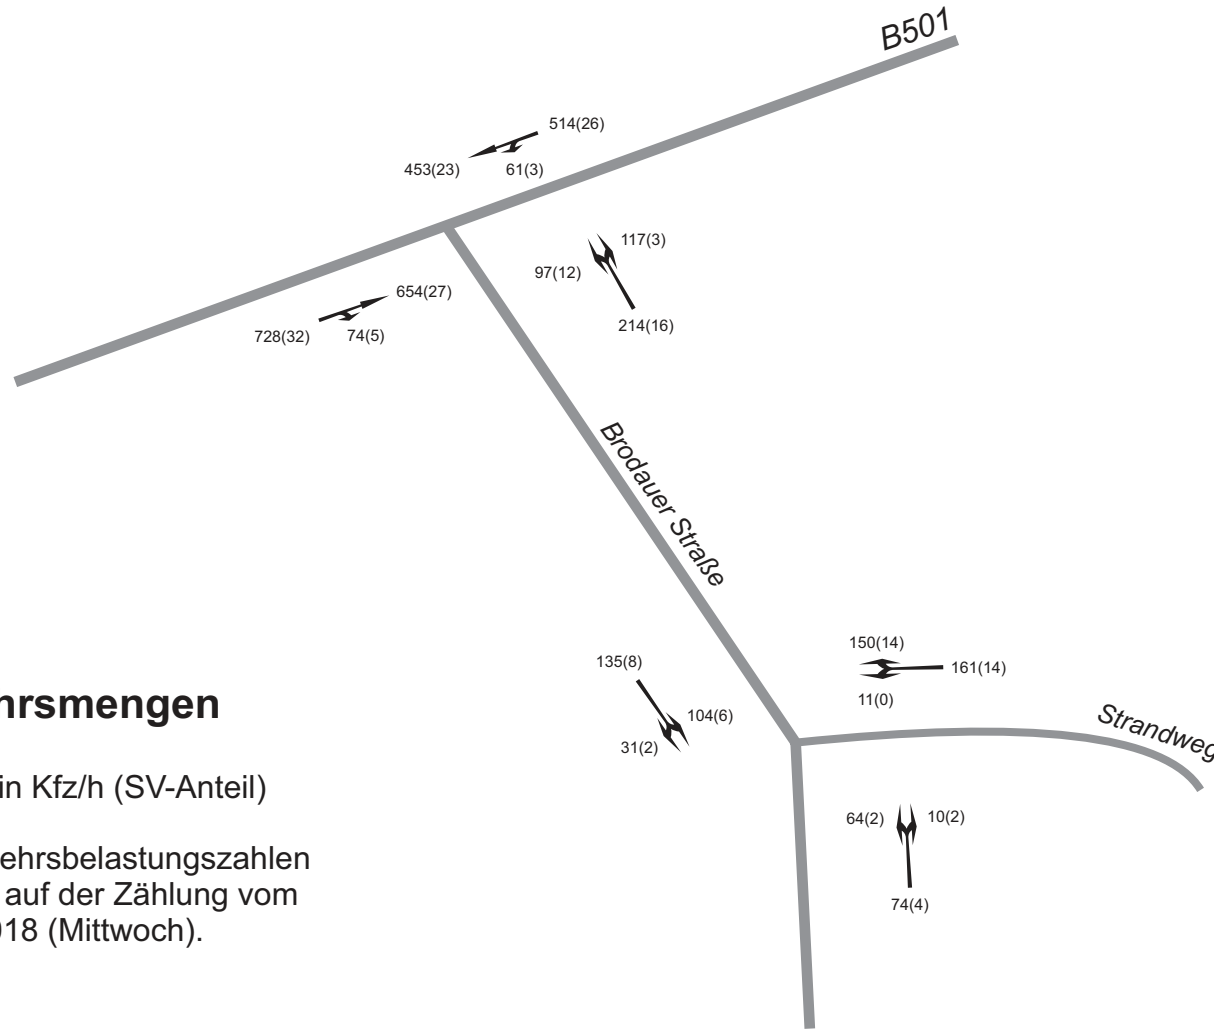 B501
514(26)
453(23)
61(3)
117(3)
97(12)
214(16)
654(27)
728(32)
74(5)
Brodauer Straße
150(14)
135(8)
161(14)
11(0)
104(6)
31(2)
Strandweg
64(2)
10(2)
74(4)
hrsmengen
in Kfz/h (SV-Anteil)
ehrsbelastungszahlen
auf der Zählung vom
018 (Mittwoch).